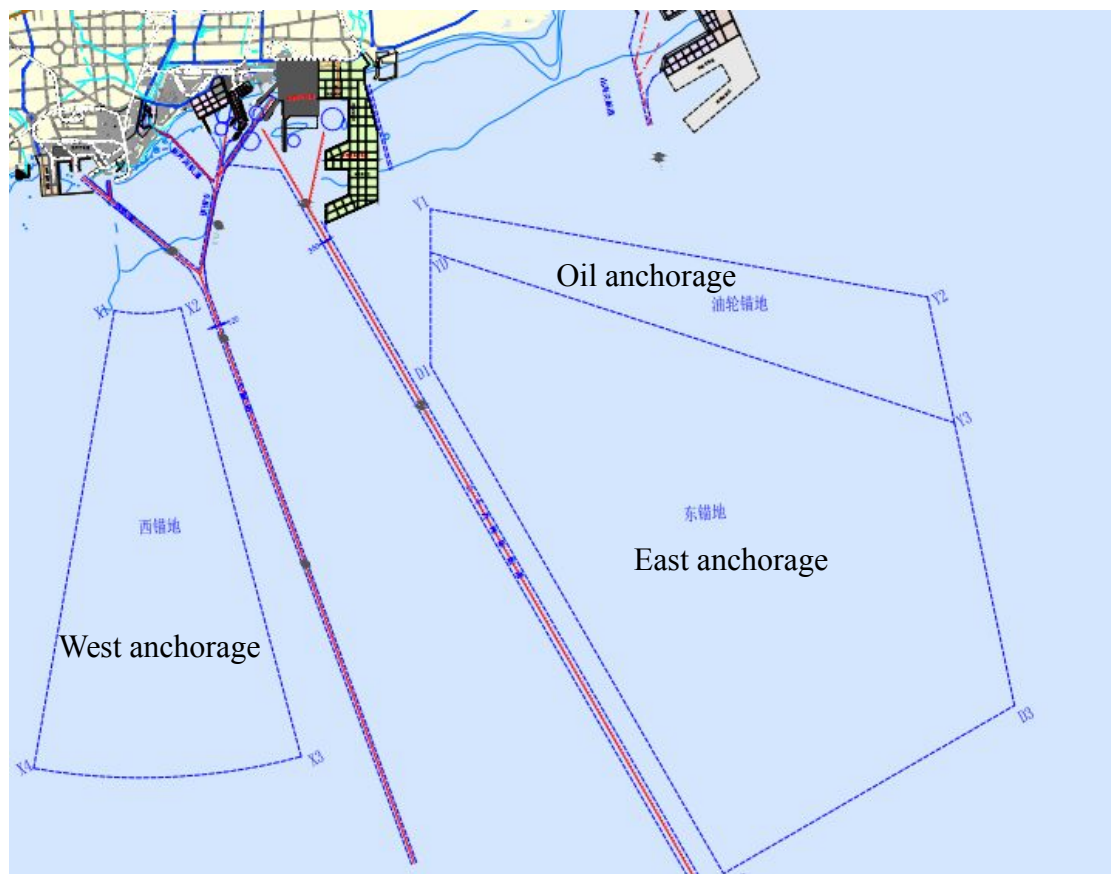 Y1
YD
Oil anchorage
油轮锚地
Y2
X1
X2
D1
Y3
西锚地
东锚地
East anchorage
West anchorage
X4
X3
D3